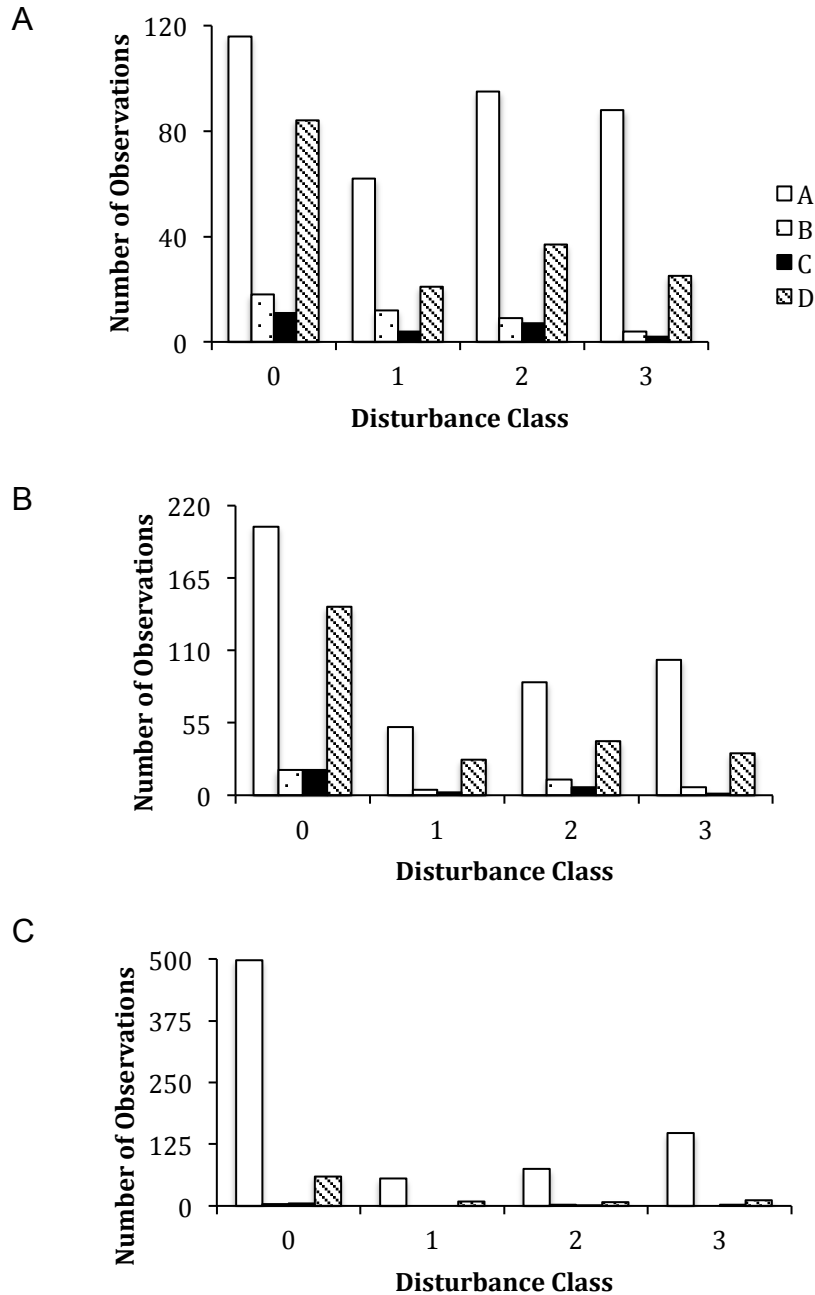 A
120
80
40
0
Number of Observations
0 1 2 3
Disturbance Class
A
B
C
D
B
220
165
110
55
0
Number of Observations
0 1 2 3
Disturbance Class
C
500
375
250
125
0
Number of Observations
0 1 2 3
Disturbance Class